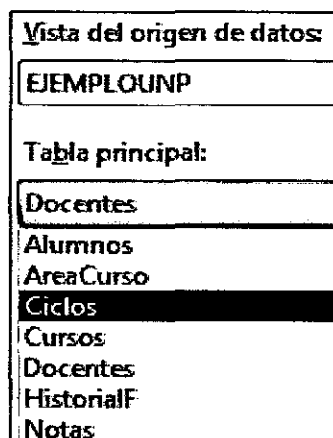 Vista del origen de datos:
EJEMPLOUNP
Tabla principal:
Docentes
Alumnos
AreaCurso
Ciclos
Cursos
Docentes
HistorialF
Notas